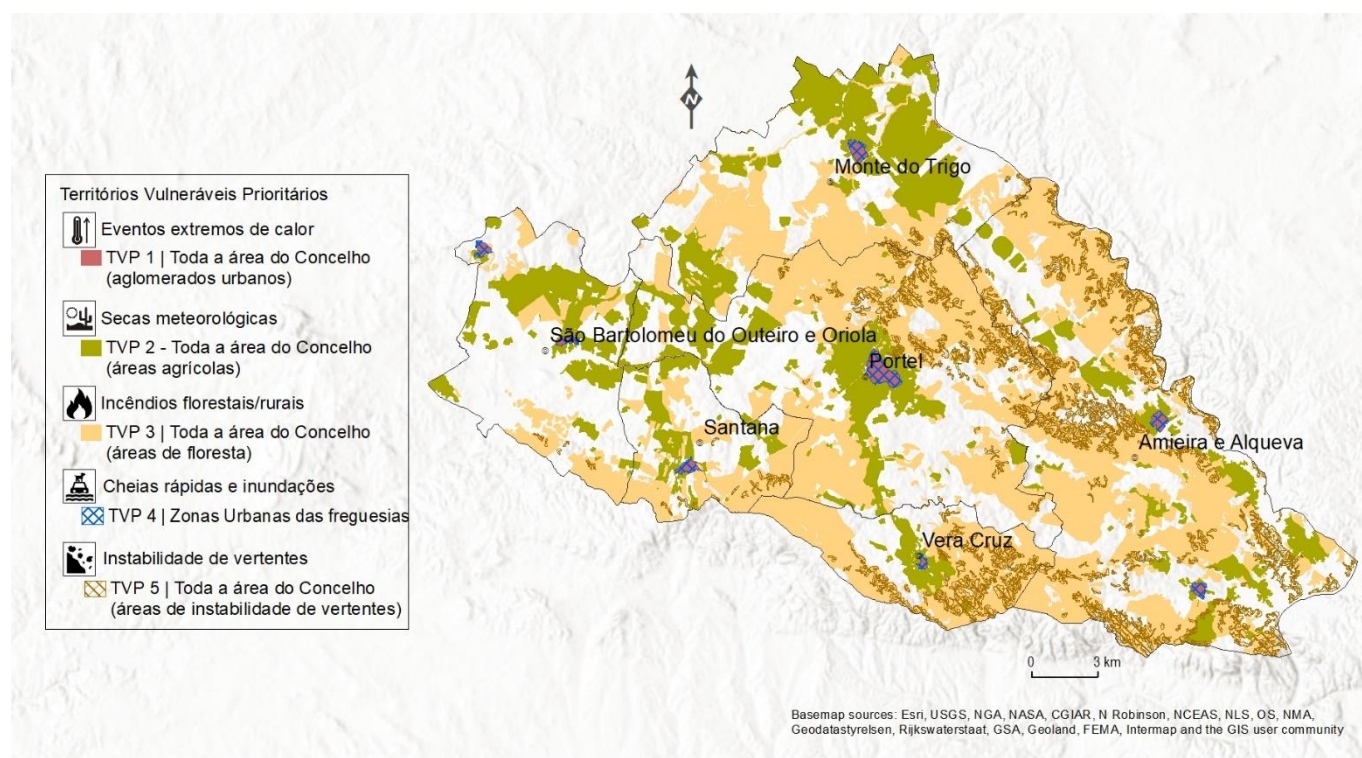 N
Monte do Trigo
São Bartolomeu do Outeiro e Oriola
Portel
Santana
Amieira e Alqueva
Vera Cruz
Territórios Vulneráveis Prioritários
Eventos extremos de calor
TVP 1 | Toda a área do Concelho
(aglomerados urbanos)
Secas meteorológicas
TVP 2 - Toda a área do Concelho
(áreas agrícolas)
Incêndios florestais/rurais
TVP 3 | Toda a área do Concelho
(áreas de floresta)
Cheias rápidas e inundações
TVP 4 | Zonas Urbanas das freguesias
Instabilidade de vertentes
TVP 5 | Toda a área do Concelho
(áreas de instabilidade de vertentes)
0 3 km
Basemap sources: Esri, USGS, NGA, NASA, CGIAR, N Robinson, NCEAS, NLS, OS, NMA,
Geodatastyrelsen, Rijkswaterstaat, GSA, Geoland, FEMA, Intermap and the GIS user community